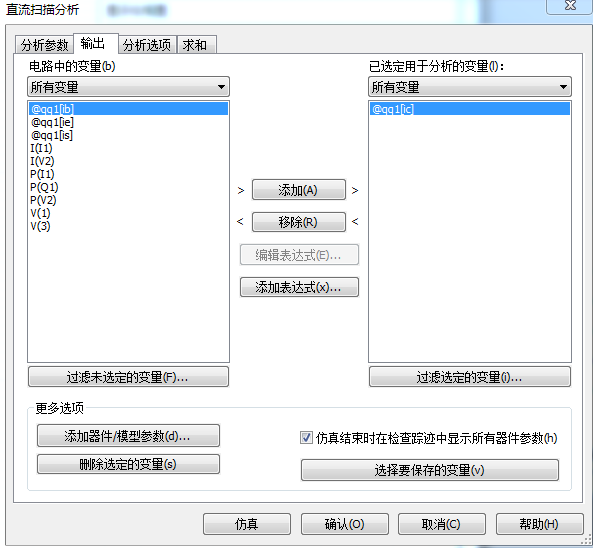 直流扫描分析
分析参数 输出 分析选项 求和
电路中的变量(b)
所有变量
@qq1[ib]
@qq1[ie]
@qq1[is]
I(I1)
I(V2)
P(I1)
P(Q1)
P(V2)
V(1)
V(3)
过滤未选定的变量(F)...
> 添加(A) >
< 移除(R) <
编辑表达式(E)...
添加表达式(x)...
已选定用于分析的变量(l):
所有变量
@qq1[ic]
过滤选定的变量(i)...
更多选项
添加器件/模型参数(d)...
删除选定的变量(s)
仿真结束时在检查踪迹中显示所有器件参数(h)
选择要保存的变量(v)
仿真 确认(O) 取消(C) 帮助(H)